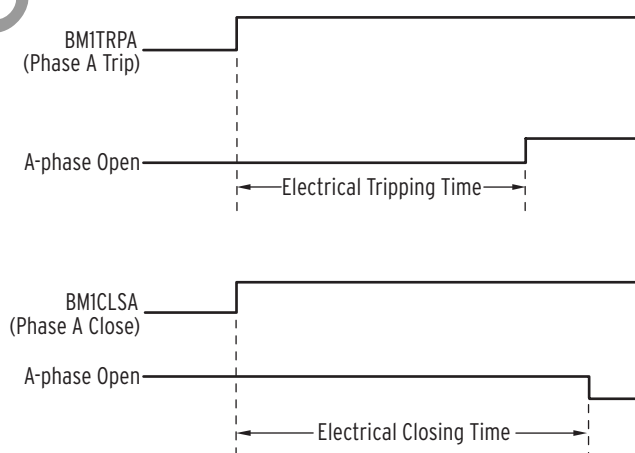 BM1TRPA
(Phase A Trip)
A-phase Open
Electrical Tripping Time
BM1CLSA
(Phase A Close)
A-phase Open
Electrical Closing Time